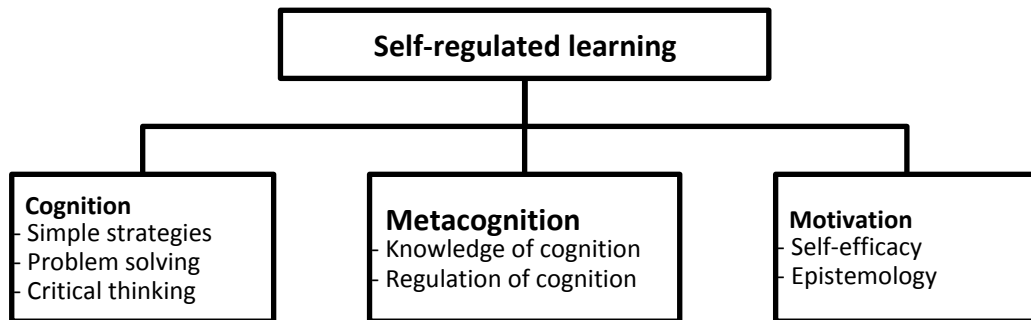 Self-regulated learning
Cognition
- Simple strategies
- Problem solving
- Critical thinking
Metacognition
- Knowledge of cognition
- Regulation of cognition
Motivation
- Self-efficacy
- Epistemology